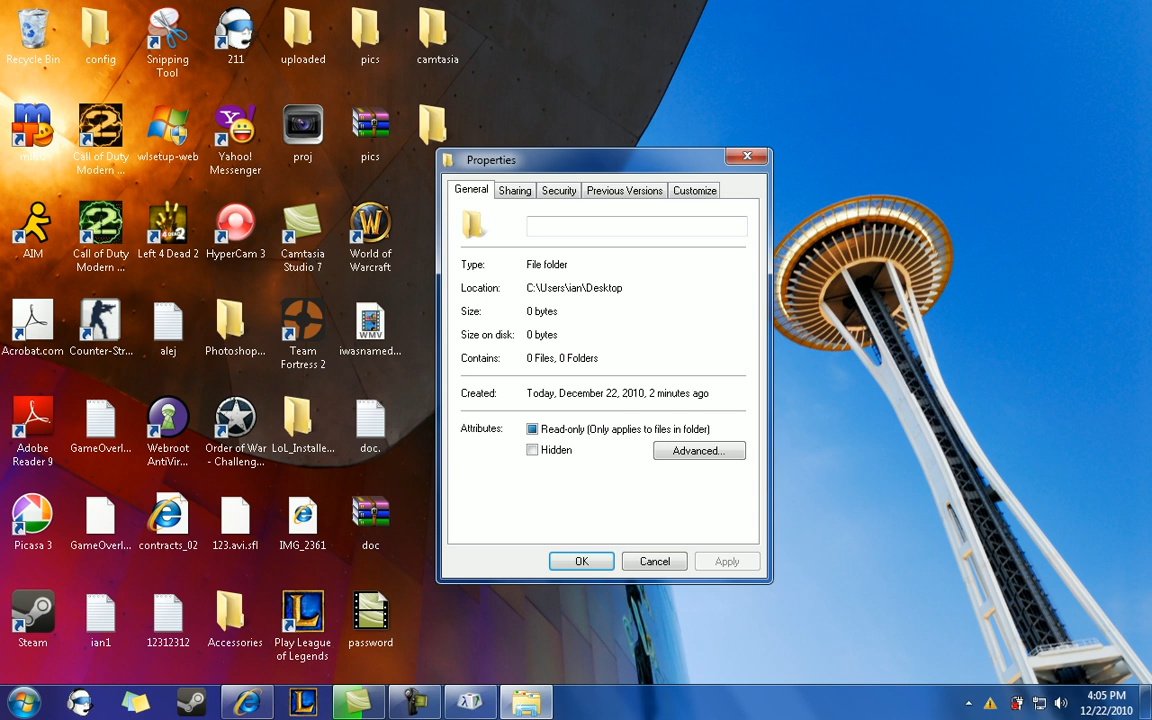 Recycle Bin
config
Snipping
Tool
211
uploaded
pics
camtasia
Call of Duty
Modern ...
wlsetup-web
Yahoo!
Messenger
proj
pics
AIM
Call of Duty
Modern ...
Left 4 Dead 2
HyperCam 3
Camtasia
Studio 7
World of
Warcraft
Acrobat.com
Counter-Str...
alej
Photoshop...
Team
Fortress 2
WMV
iwasnamed...
Adobe
Reader 9
GameOverl...
Webroot
AntiVir...
Order of War
- Challeng...
LoL_Installe...
doc.
Picasa 3
GameOverl...
contracts_02
123.avi.sfl
IMG_2361
doc
Steam
ian1
12312312
Accessories
Play League
of Legends
password
Properties
General
Sharing
Security
Previous Versions
Customize
Type: File folder
Location: C:\Users\ian\Desktop
Size: 0 bytes
Size on disk: 0 bytes
Contains: 0 Files, 0 Folders
Created: Today, December 22, 2010, 2 minutes ago
Attributes: Read-only (Only applies to files in folder)
Hidden
Advanced...
OK
Cancel
Apply
4:05 PM
12/22/2010